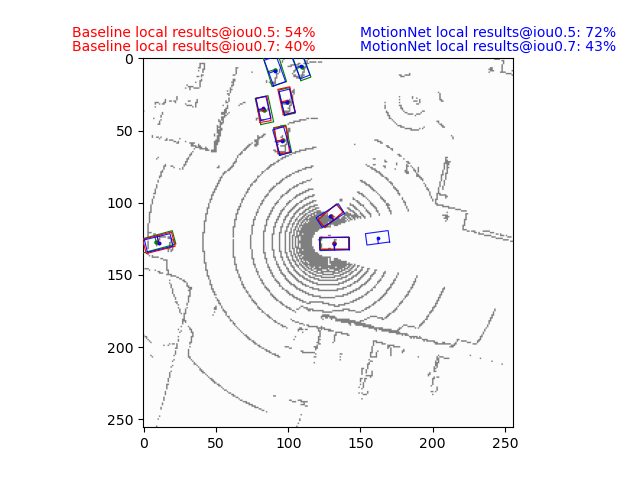 Baseline local results@iou0.5: 54%
MotionNet local results@iou0.5: 72%
Baseline local results@iou0.7: 40%
MotionNet local results@iou0.7: 43%
0
50
100
150
200
250
0 50 100 150 200 250